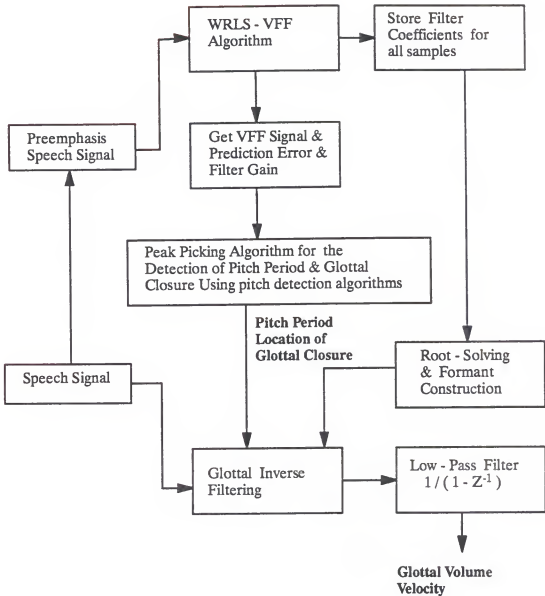 WRLS - VFF
Algorithm
Store Filter
Coefficients for
all samples
Preemphasis
Speech Signal
Get VFF Signal &
Prediction Error &
Filter Gain
Peak Picking Algorithm for the
Detection of Pitch Period & Glottal
Closure Using pitch detection algorithms
Pitch Period
Location of
Glottal Closure
Root - Solving
& Formant
Construction
Speech Signal
Glottal Inverse
Filtering
Low - Pass Filter
1 / ( 1 - Z-1 )
Glottal Volume
Velocity